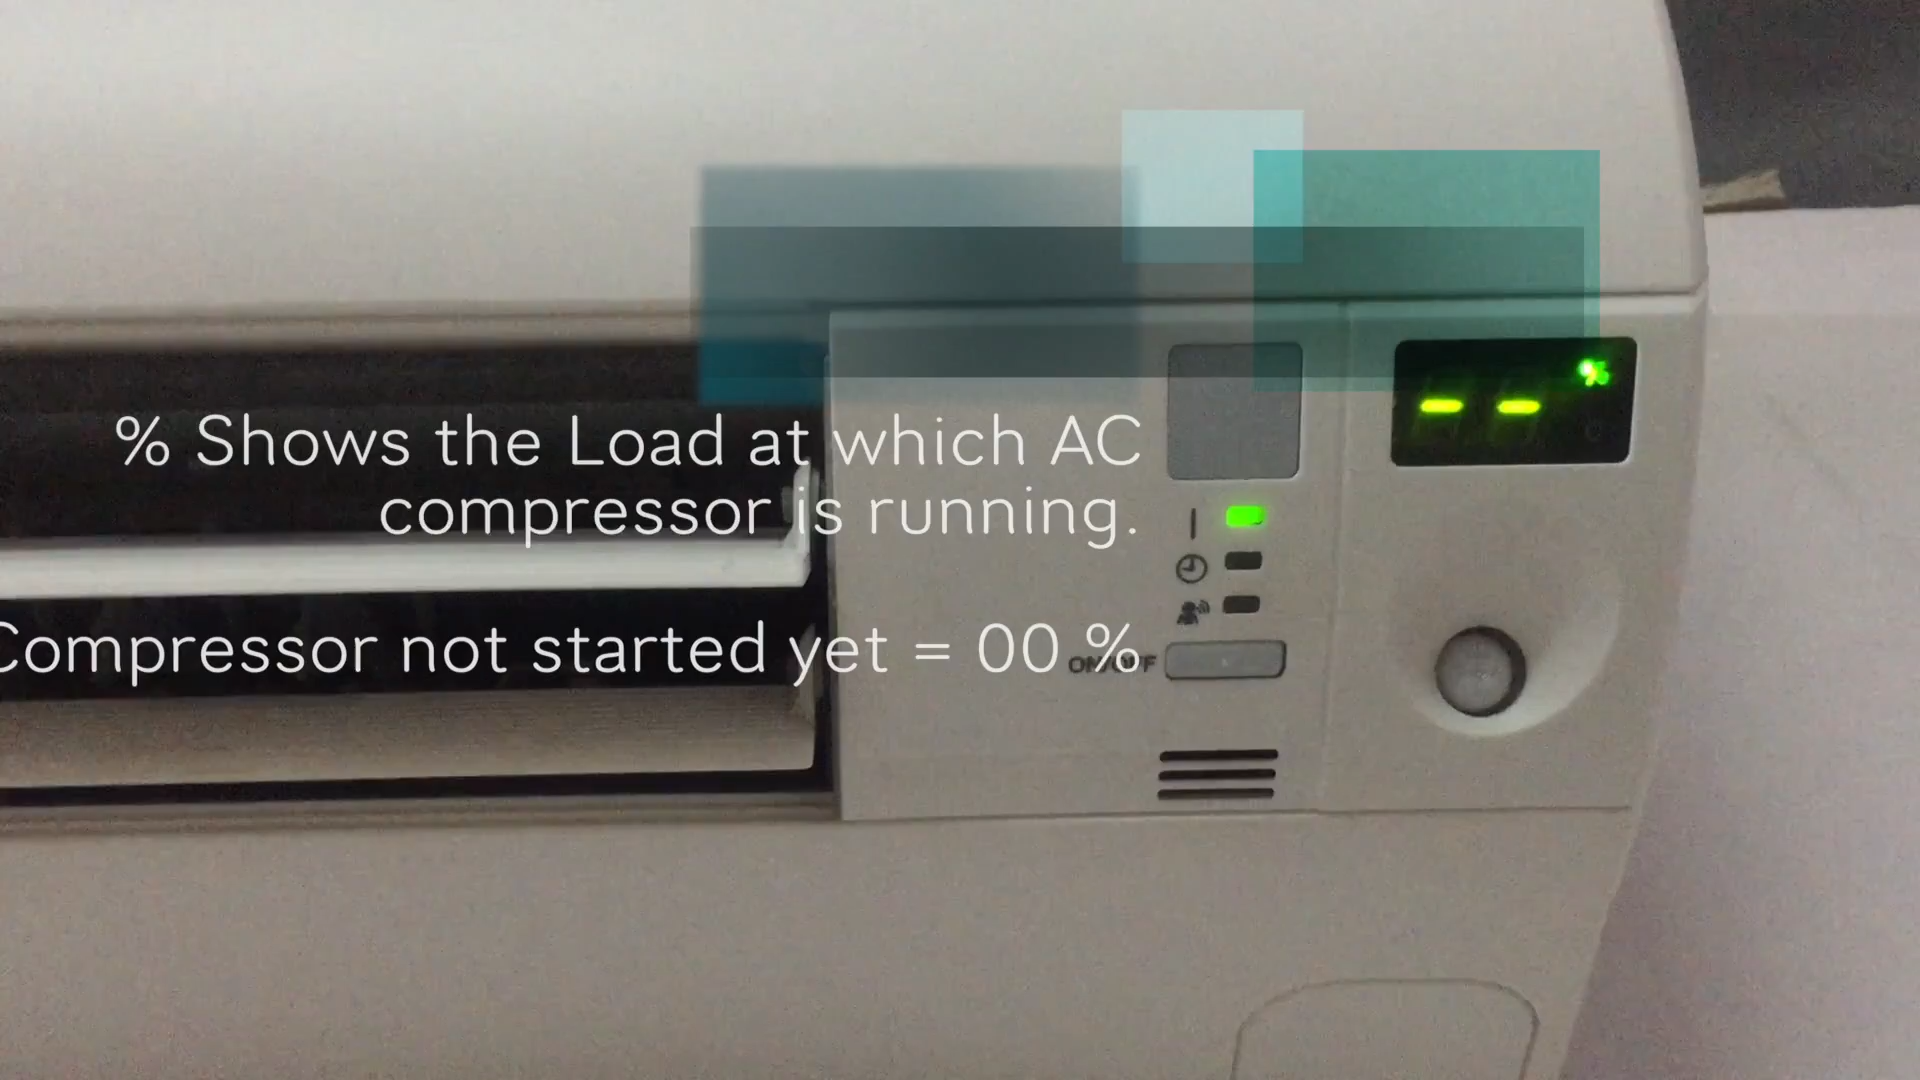 % Shows the Load at which AC
compressor is running.
Compressor not started yet = 00 %
-- %
ON/OFF